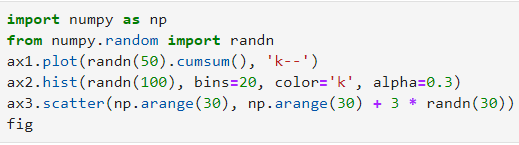 import numpy as np
from numpy.random import randn
ax1.plot(randn(50).cumsum(), 'k--')
ax2.hist(randn(100), bins=20, color='k', alpha=0.3)
ax3.scatter(np.arange(30), np.arange(30) + 3 * randn(30))
fig